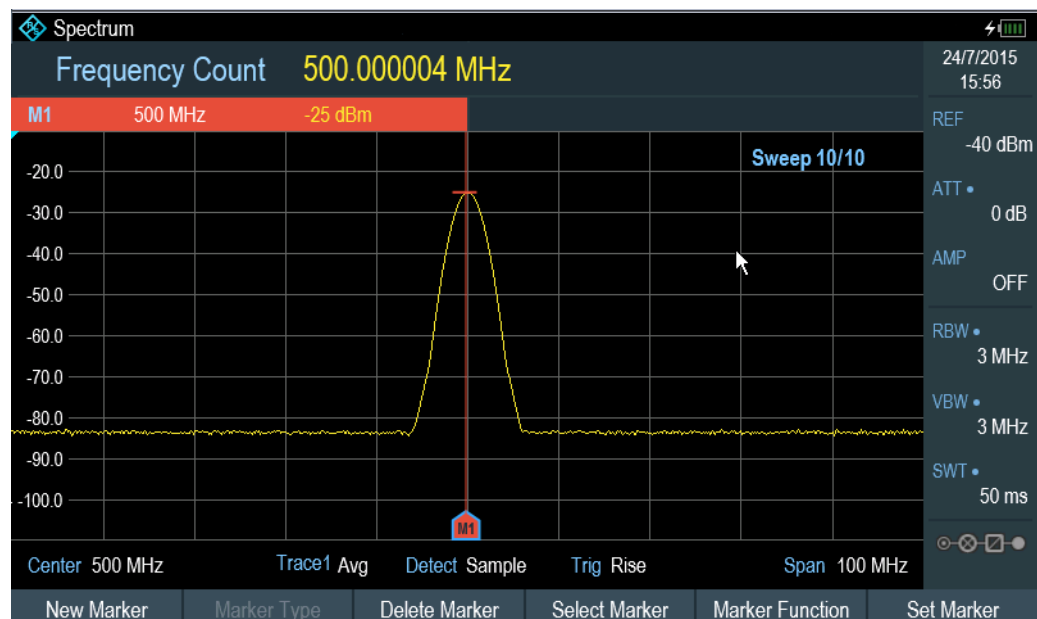 Spectrum
Frequency Count 500.000004 MHz
24/7/2015
15:56
M1 500 MHz -25 dBm
REF
-40 dBm
Sweep 10/10
-20.0
ATT
0 dB
-30.0
-40.0
AMP
OFF
-50.0
-60.0
RBW
3 MHz
-70.0
-80.0
VBW
3 MHz
-90.0
SWT
50 ms
-100.0
M1
Center 500 MHz Trace1 Avg Detect Sample Trig Rise Span 100 MHz
New Marker Marker Type Delete Marker Select Marker Marker Function Set Marker